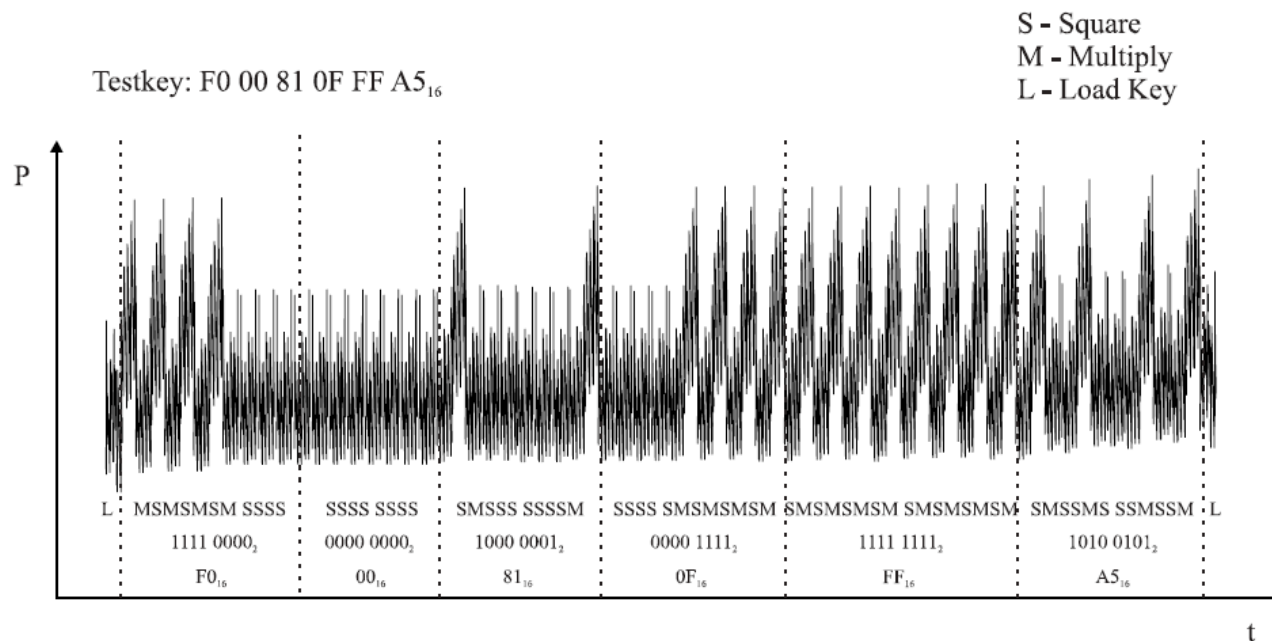 S - Square
M - Multiply
L - Load Key
Testkey: F0 00 81 0F FF A5₁₆
P
L MSMSMSM SSSS SSSS SSSS SMSSS SSSSM SSSS SMSMSMSM SMSMSMSM SMSMSMSM SMSSMS SSMSSM L
1111 0000₂ 0000 0000₂ 1000 0001₂ 0000 1111₂ 1111 1111₂ 1010 0101₂
F0₁₆ 00₁₆ 81₁₆ 0F₁₆ FF₁₆ A5₁₆
t